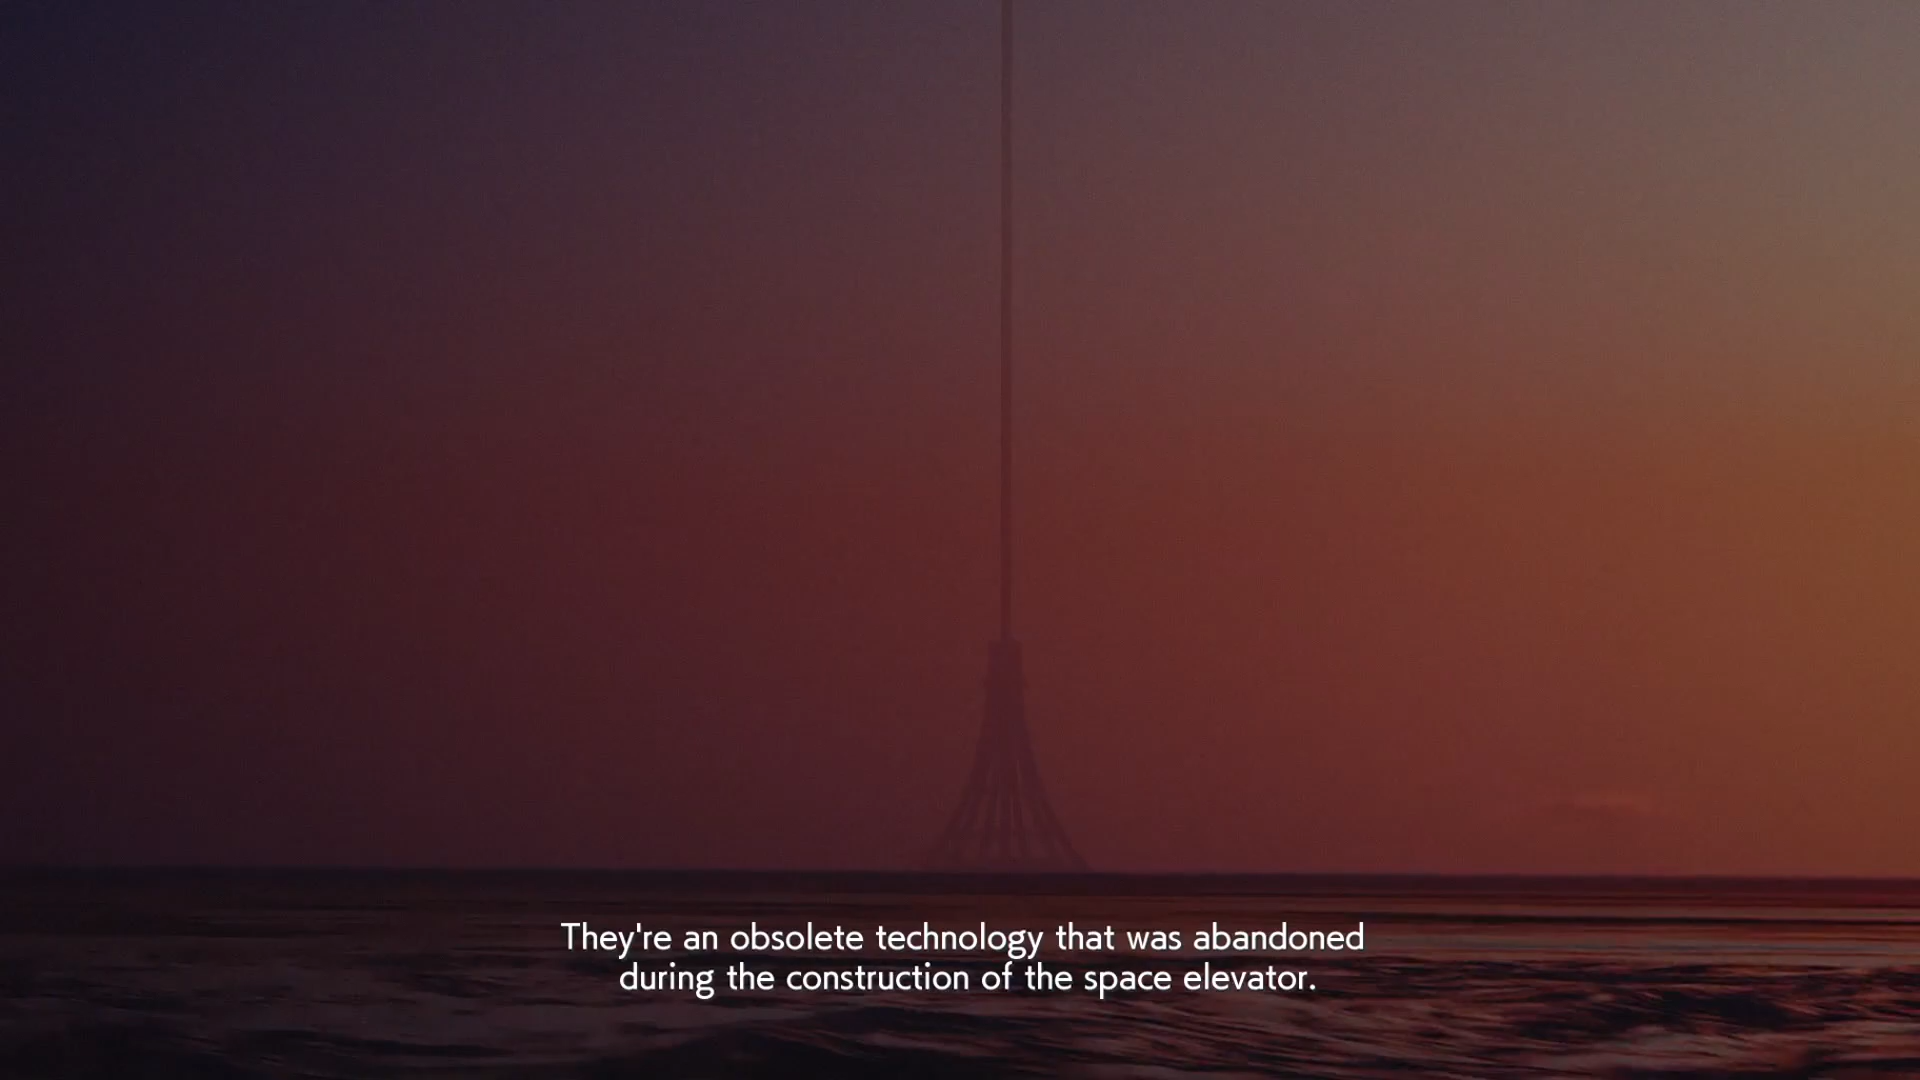 They're an obsolete technology that was abandoned
during the construction of the space elevator.